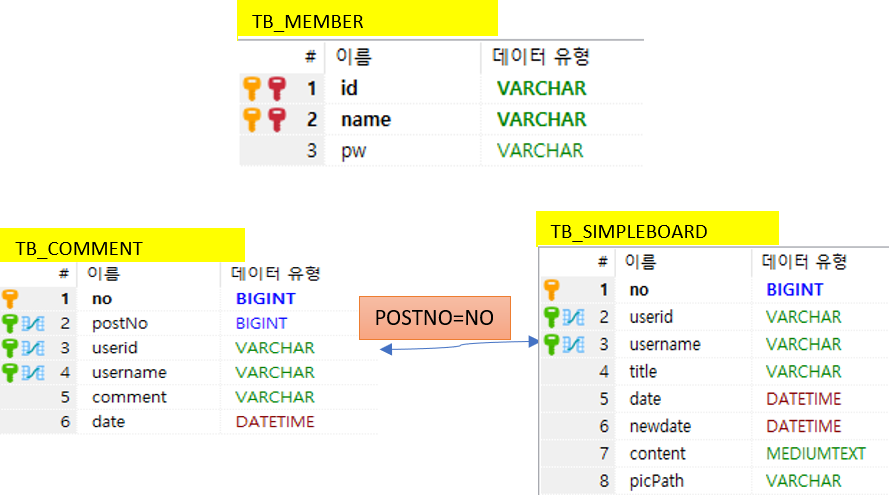 TB_MEMBER
# 이름 데이터 유형
1 id VARCHAR
2 name VARCHAR
3 pw VARCHAR
TB_COMMENT
# 이름 데이터 유형
1 no BIGINT
2 postNo BIGINT
3 userid VARCHAR
4 username VARCHAR
5 comment VARCHAR
6 date DATETIME
POSTNO=NO
TB_SIMPLEBOARD
# 이름 데이터 유형
1 no BIGINT
2 userid VARCHAR
3 username VARCHAR
4 title VARCHAR
5 date DATETIME
6 newdate DATETIME
7 content MEDIUMTEXT
8 picPath VARCHAR